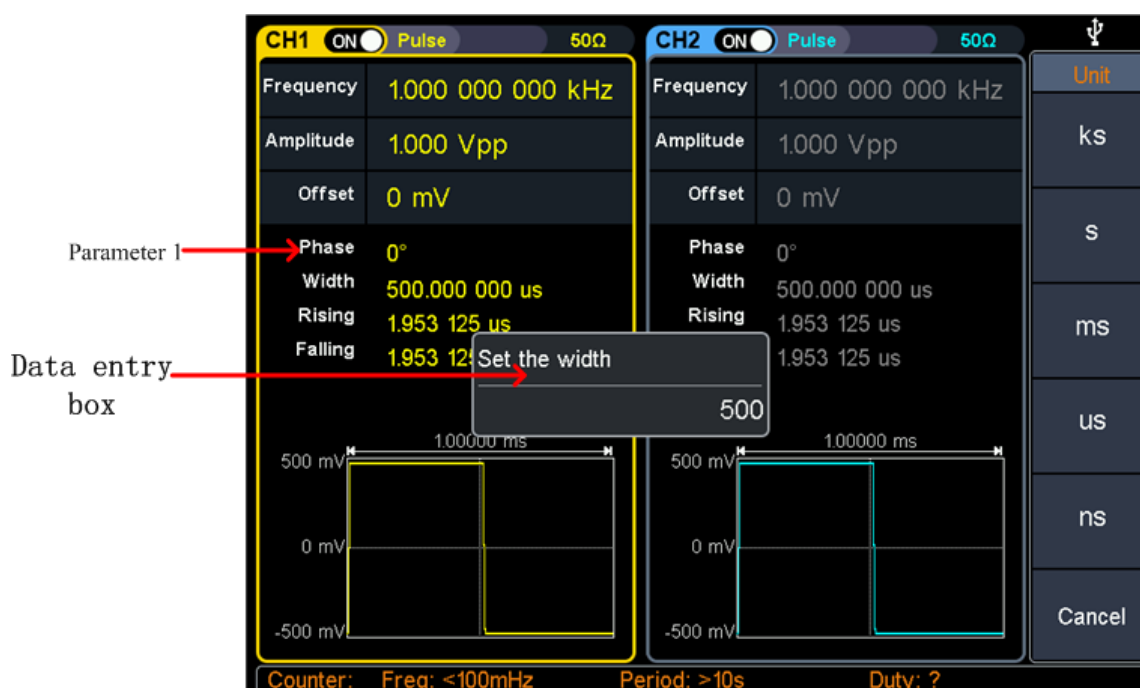 CH1 ON Pulse 50Ω
CH2 ON Pulse 50Ω
Frequency 1.000 000 000 kHz
Amplitude 1.000 Vpp
Offset 0 mV
Phase 0°
Width 500.000 000 us
Rising 1.953 125 us
Falling 1.953 12
Frequency 1.000 000 000 kHz
Amplitude 1.000 Vpp
Offset 0 mV
Phase 0°
Width 500.000 000 us
Rising 1.953 125 us
1.953 125 us
Parameter 1
Data entry
box
Set the width
500
1.00000 ms
500 mV
0 mV
-500 mV
1.00000 ms
500 mV
0 mV
-500 mV
Unit
ks
s
ms
us
ns
Cancel
Counter: Freq: <100mHz Period: >10s Duty: ?